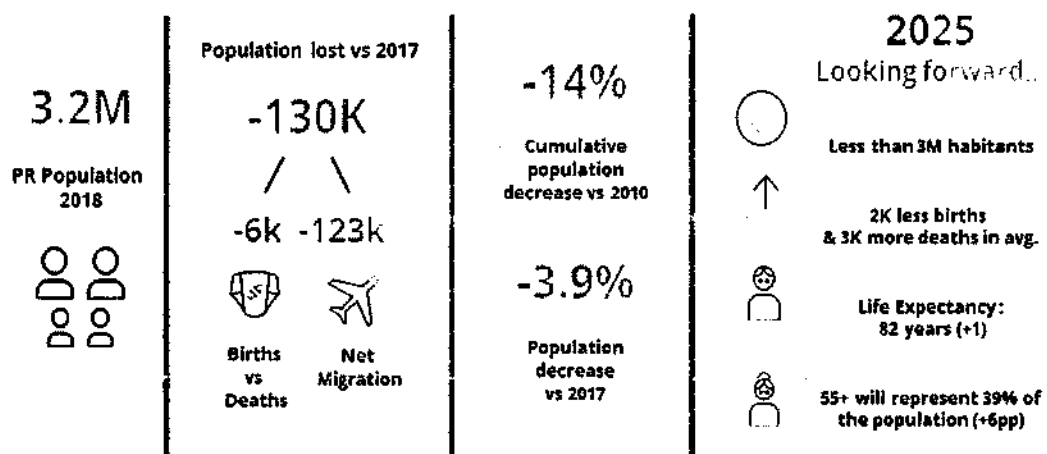 3.2M
PR Population
2018
Population lost vs 2017
-130K
-6k -123k
Births
vs
Deaths
Net
Migration
-14%
Cumulative
population
decrease vs 2010
-3.9%
Population
decrease
vs 2017
2025
Looking forward..
Less than 3M habitants
2K less births
& 3K more deaths in avg.
Life Expectancy:
82 years (+1)
55+ will represent 39% of
the population (+6pp)